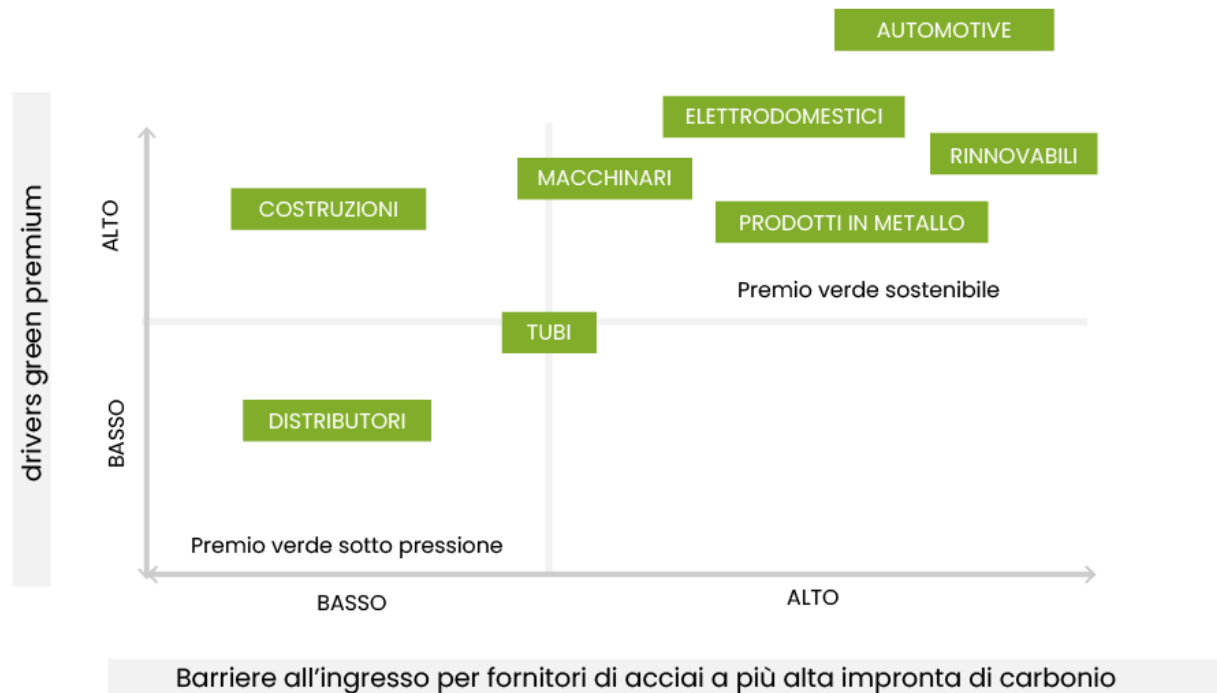 AUTOMOTIVE
ELETTRODOMESTICI
RINNOVABILI
MACCHINARI
COSTRUZIONI
PRODOTTI IN METALLO
drivers green premium
ALTO
Premio verde sostenibile
TUBI
BASSO
DISTRIBUTORI
Premio verde sotto pressione
BASSO
ALTO
Barriere all'ingresso per fornitori di acciai a più alta impronta di carbonio